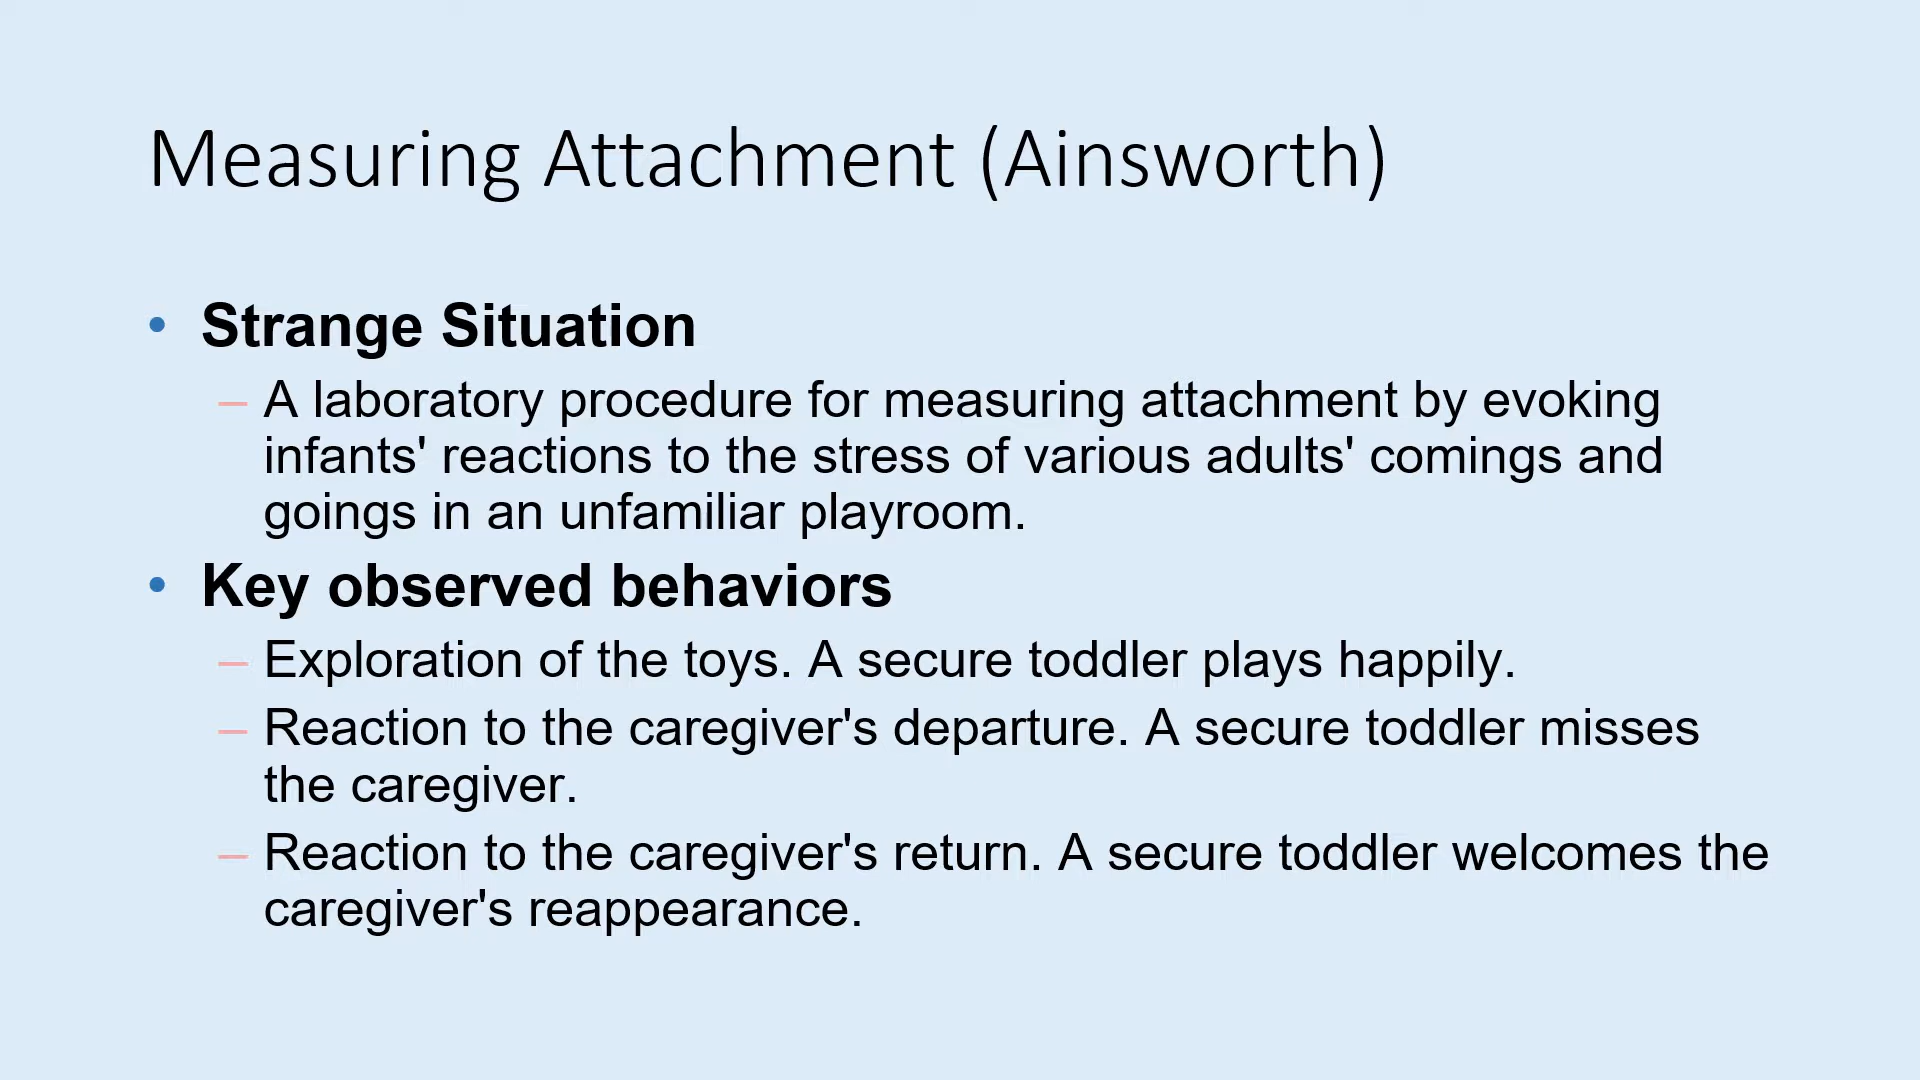 Measuring Attachment (Ainsworth)
• Strange Situation
– A laboratory procedure for measuring attachment by evoking
infants' reactions to the stress of various adults' comings and
goings in an unfamiliar playroom.
• Key observed behaviors
– Exploration of the toys. A secure toddler plays happily.
– Reaction to the caregiver's departure. A secure toddler misses
the caregiver.
– Reaction to the caregiver's return. A secure toddler welcomes the
caregiver's reappearance.